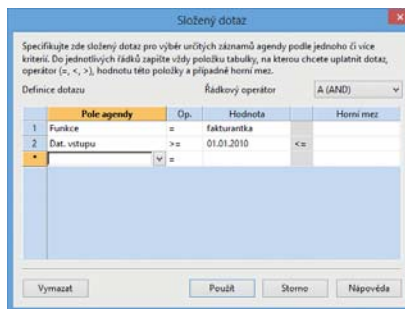 Složený dotaz
Specifikujte zde složený dotaz pro výběr určitých záznamů agendy podle jednoho či více
kriterií. Do jednotlivých řádků zapište vždy položku tabulky, na kterou chcete uplatnit dotaz,
operátor (=, <, >), hodnotu této položky a případně horní mez.
Definice dotazu Řádkový operátor A (AND)
Pole agendy Op. Hodnota Horní mez
1 Funkce = fakturantka
2 Dat. vstupu >= 01.01.2010 <=
* =
Vymazat Použít Storno Nápověda